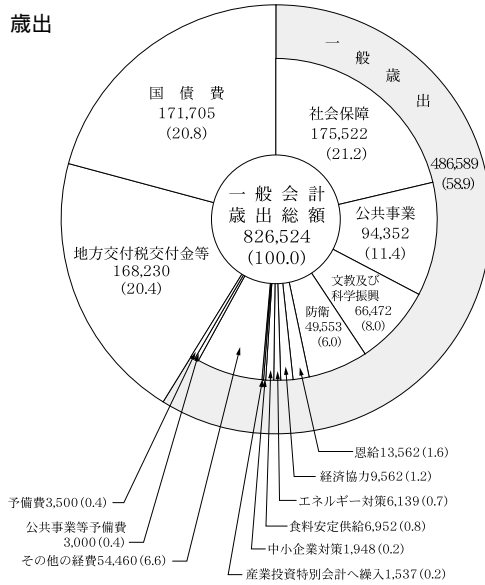 歳出
一般歳出
486,589
(58.9)
国債費
171,705
(20.8)
社会保障
175,522
(21.2)
一般会計
歳出総額
826,524
(100.0)
公共事業
94,352
(11.4)
地方交付税交付金等
168,230
(20.4)
文教及び
科学振興
66,472
(8.0)
防衛
49,553
(6.0)
恩給13,562(1.6)
経済協力9,562(1.2)
エネルギー対策6,139(0.7)
食料安定供給6,952(0.8)
中小企業対策1,948(0.2)
産業投資特別会計へ繰入1,537(0.2)
予備費3,500(0.4)
公共事業等予備費
3,000(0.4)
その他の経費54,460(6.6)